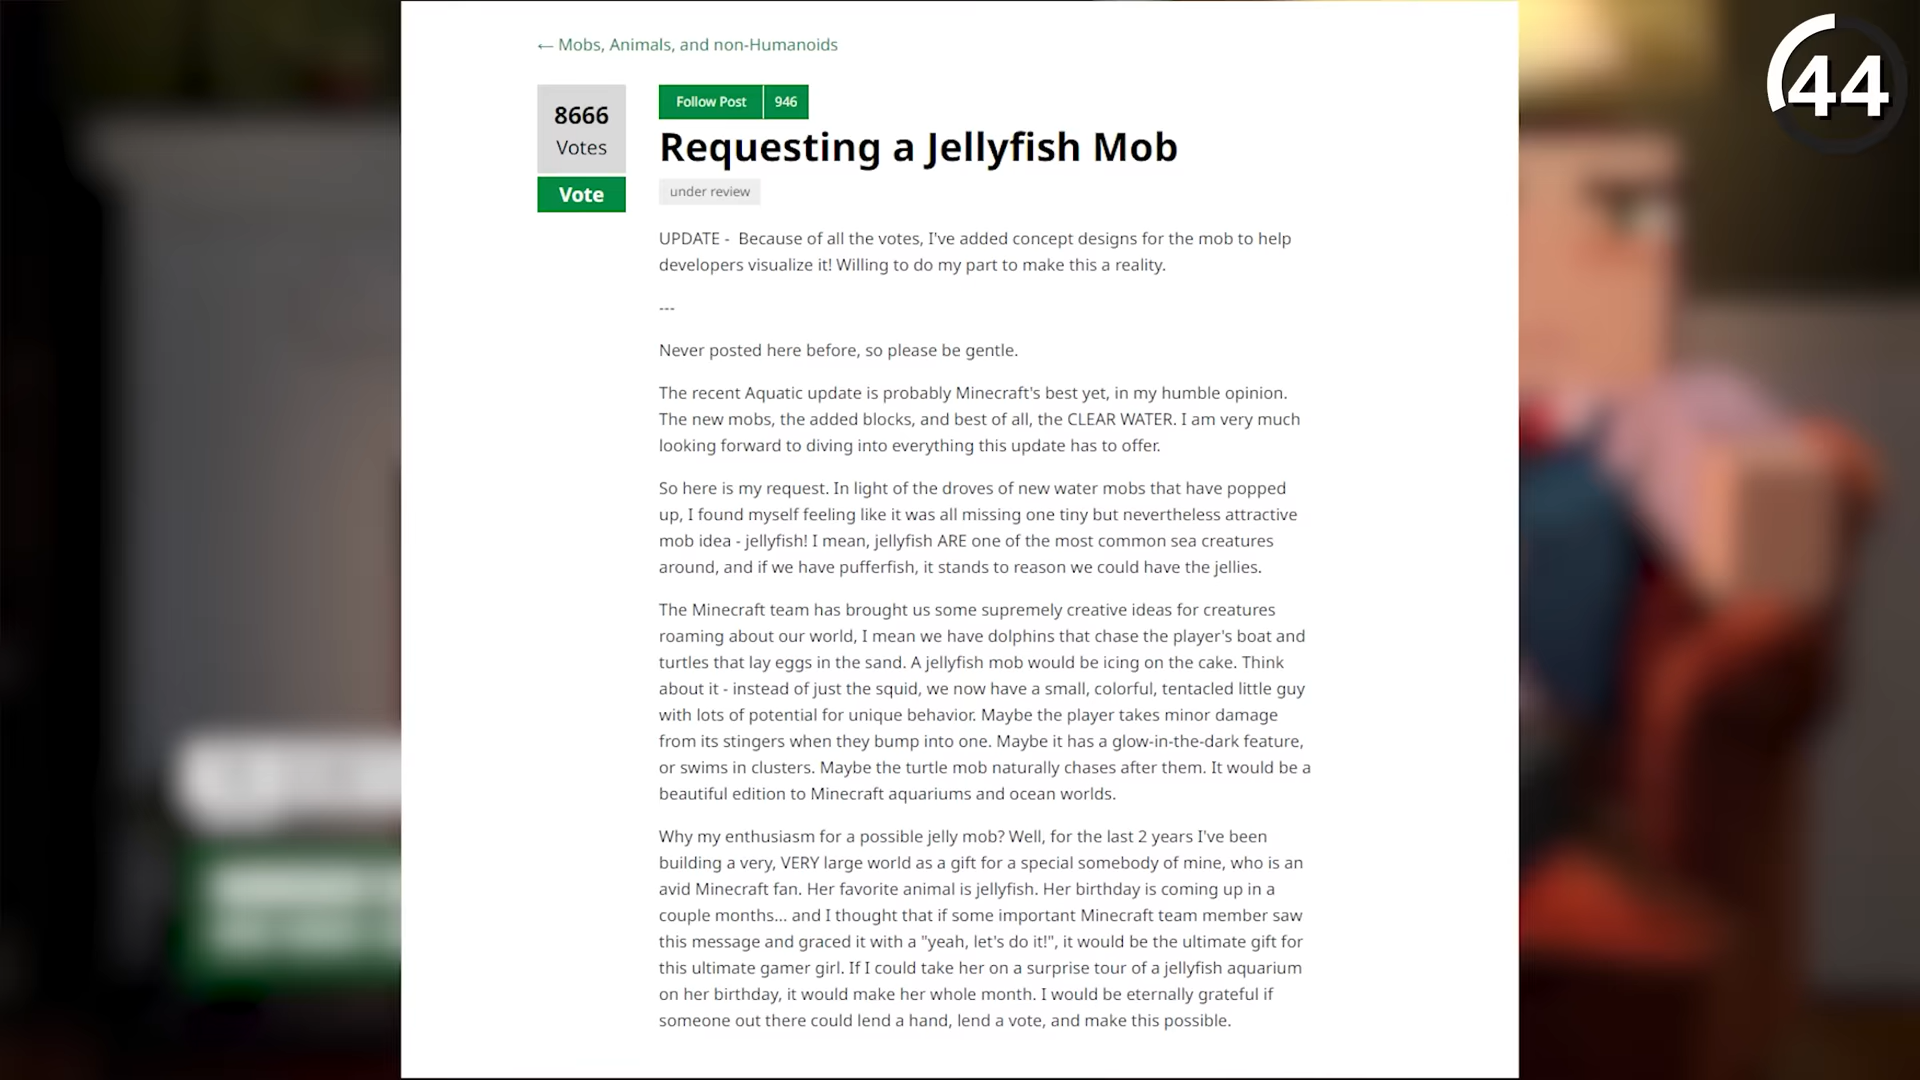 ← Mobs, Animals, and non-Humanoids
44
8666
Votes
Vote
Follow Post 946
Requesting a Jellyfish Mob
under review
UPDATE - Because of all the votes, I've added concept designs for the mob to help
developers visualize it! Willing to do my part to make this a reality.
---
Never posted here before, so please be gentle.
The recent Aquatic update is probably Minecraft's best yet, in my humble opinion.
The new mobs, the added blocks, and best of all, the CLEAR WATER. I am very much
looking forward to diving into everything this update has to offer.
So here is my request. In light of the droves of new water mobs that have popped
up, I found myself feeling like it was all missing one tiny but nevertheless attractive
mob idea - jellyfish! I mean, jellyfish ARE one of the most common sea creatures
around, and if we have pufferfish, it stands to reason we could have the jellies.
The Minecraft team has brought us some supremely creative ideas for creatures
roaming about our world, I mean we have dolphins that chase the player's boat and
turtles that lay eggs in the sand. A jellyfish mob would be icing on the cake. Think
about it - instead of just the squid, we now have a small, colorful, tentacled little guy
with lots of potential for unique behavior. Maybe the player takes minor damage
from its stingers when they bump into one. Maybe it has a glow-in-the-dark feature,
or swims in clusters. Maybe the turtle mob naturally chases after them. It would be a
beautiful edition to Minecraft aquariums and ocean worlds.
Why my enthusiasm for a possible jelly mob? Well, for the last 2 years I've been
building a very, VERY large world as a gift for a special somebody of mine, who is an
avid Minecraft fan. Her favorite animal is jellyfish. Her birthday is coming up in a
couple months... and I thought that if some important Minecraft team member saw
this message and graced it with a "yeah, let's do it!", it would be the ultimate gift for
this ultimate gamer girl. If I could take her on a surprise tour of a jellyfish aquarium
on her birthday, it would make her whole month. I would be eternally grateful if
someone out there could lend a hand, lend a vote, and make this possible.